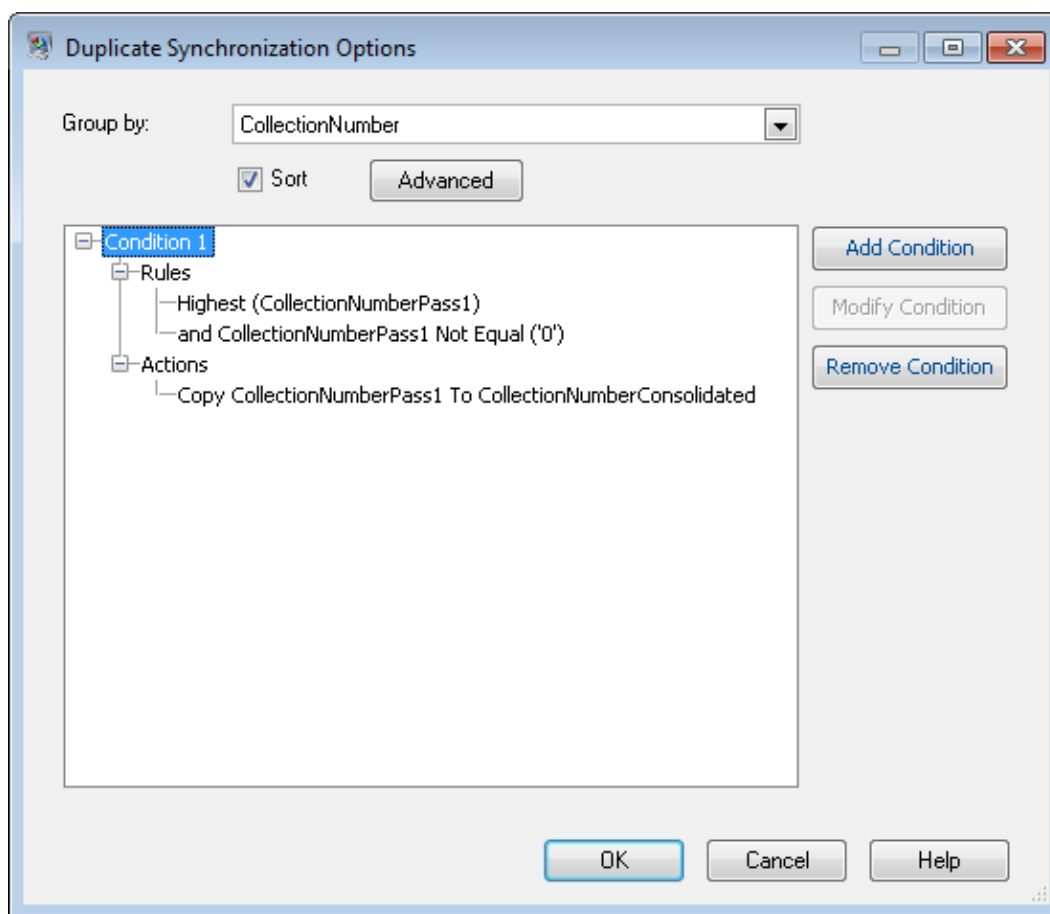 Duplicate Synchronization Options
Group by: CollectionNumber
Sort Advanced
Condition 1
Rules
Highest (CollectionNumberPass1)
and CollectionNumberPass1 Not Equal ('0')
Actions
Copy CollectionNumberPass1 To CollectionNumberConsolidated
Add Condition
Modify Condition
Remove Condition
OK Cancel Help